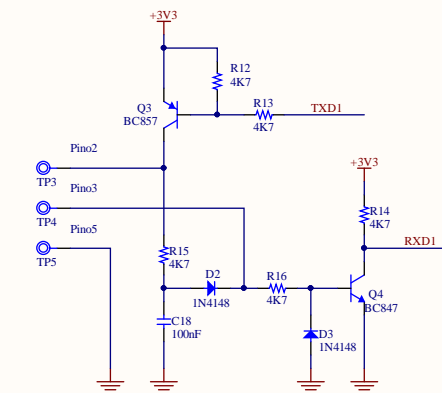 +3V3
R12
4K7
Q3
BC857
R13
4K7
TXD1
Pino2
TP3
+3V3
Pino3
TP4
R14
4K7
Pino5
TP5
RXD1
R15
4K7
D2
1N4148
R16
4K7
Q4
BC847
C18
100nF
D3
1N4148